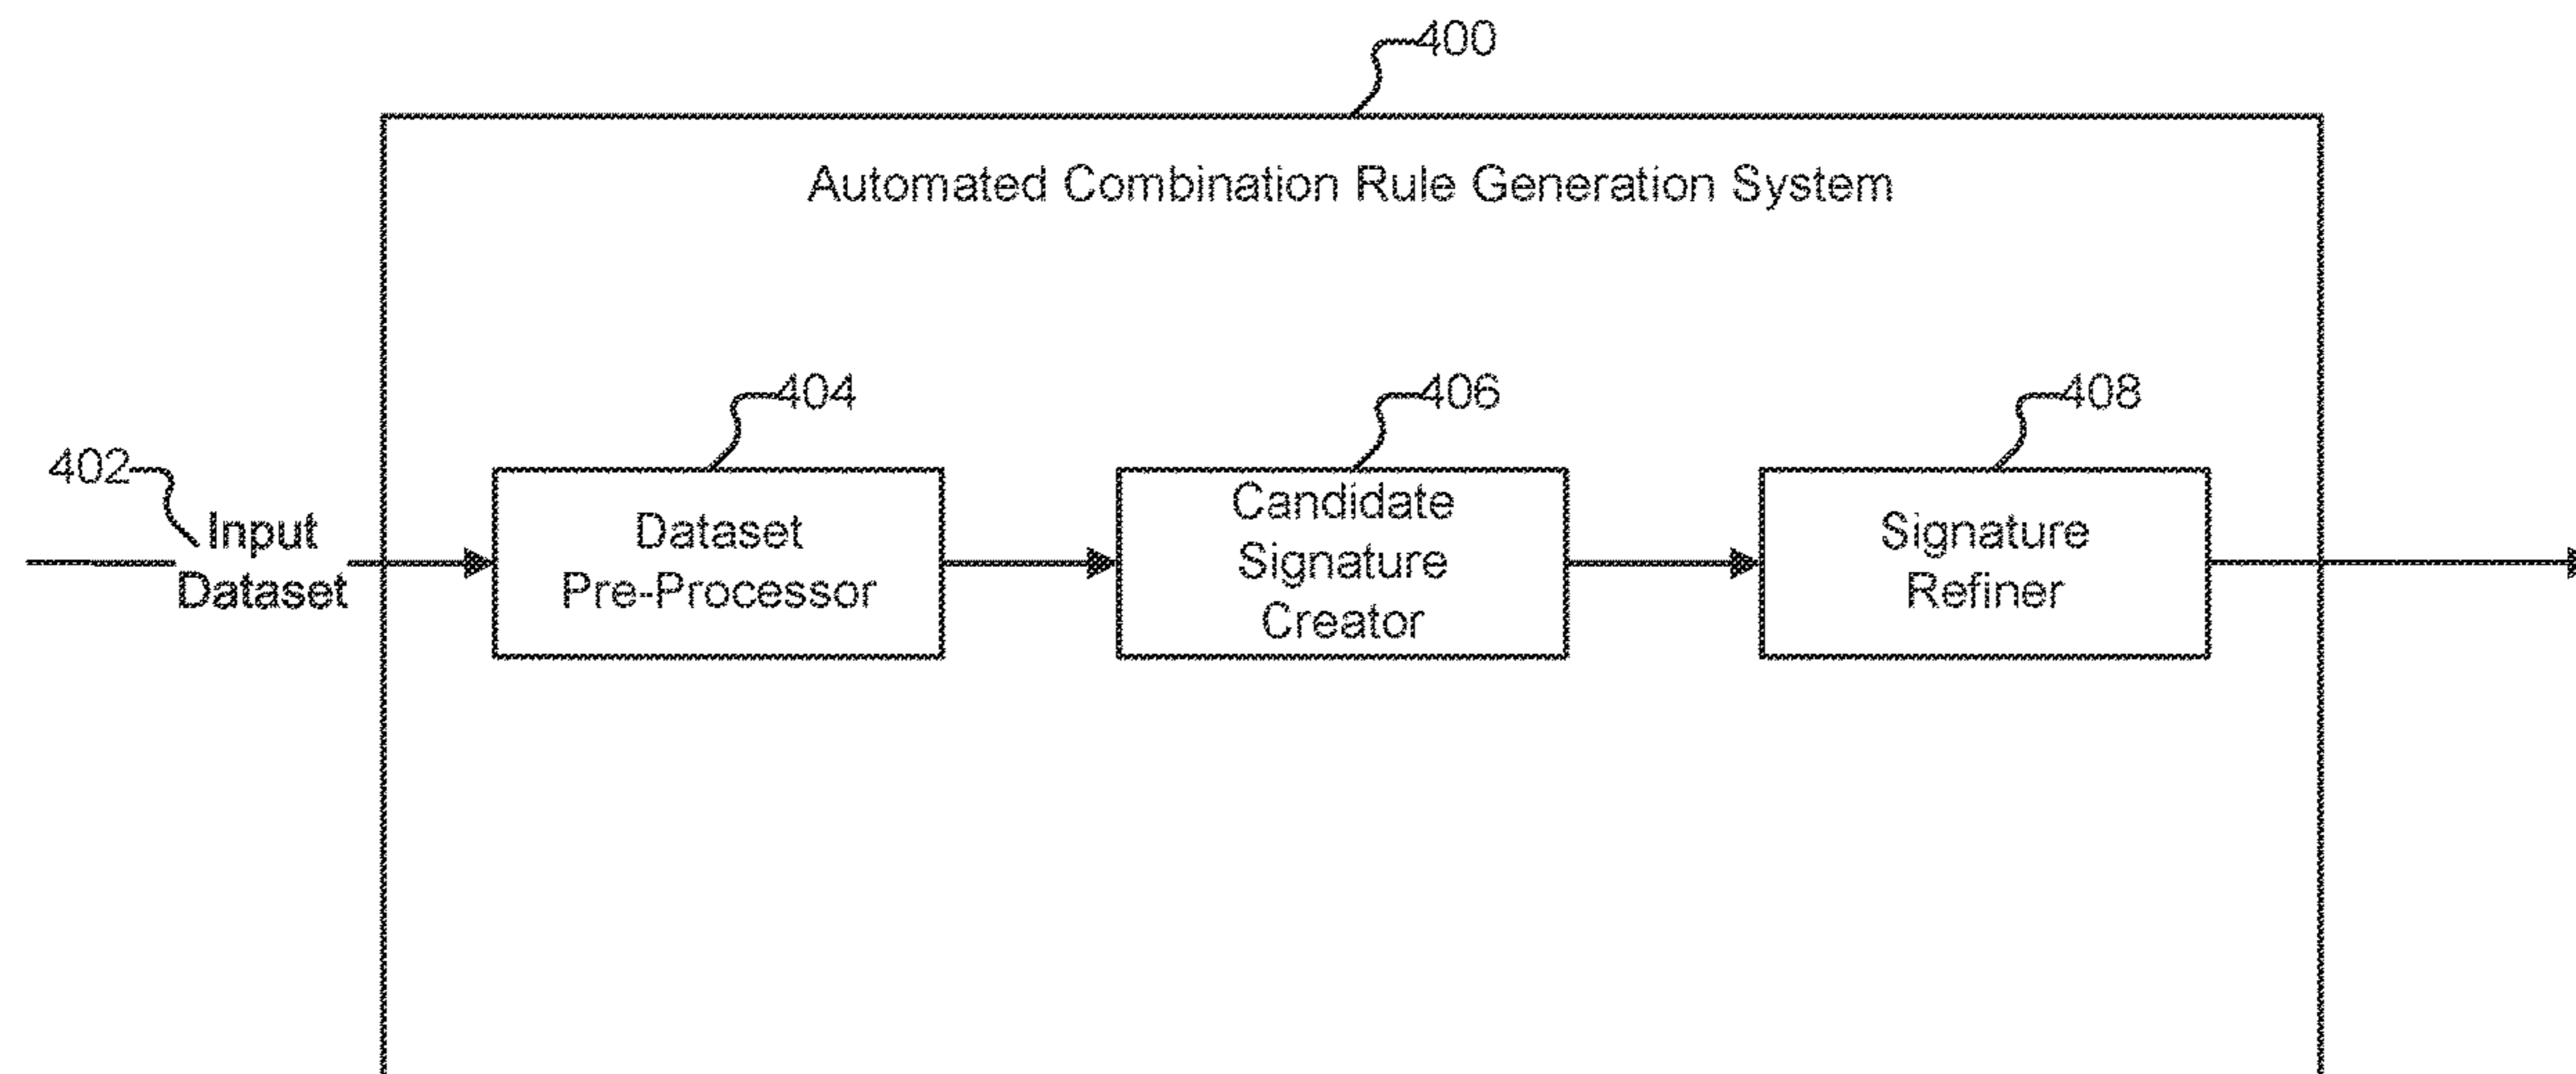 400
Automated Combination Rule Generation System
404
406
408
402
Input
Dataset
Dataset
Pre-Processor
Candidate
Signature
Creator
Signature
Refiner